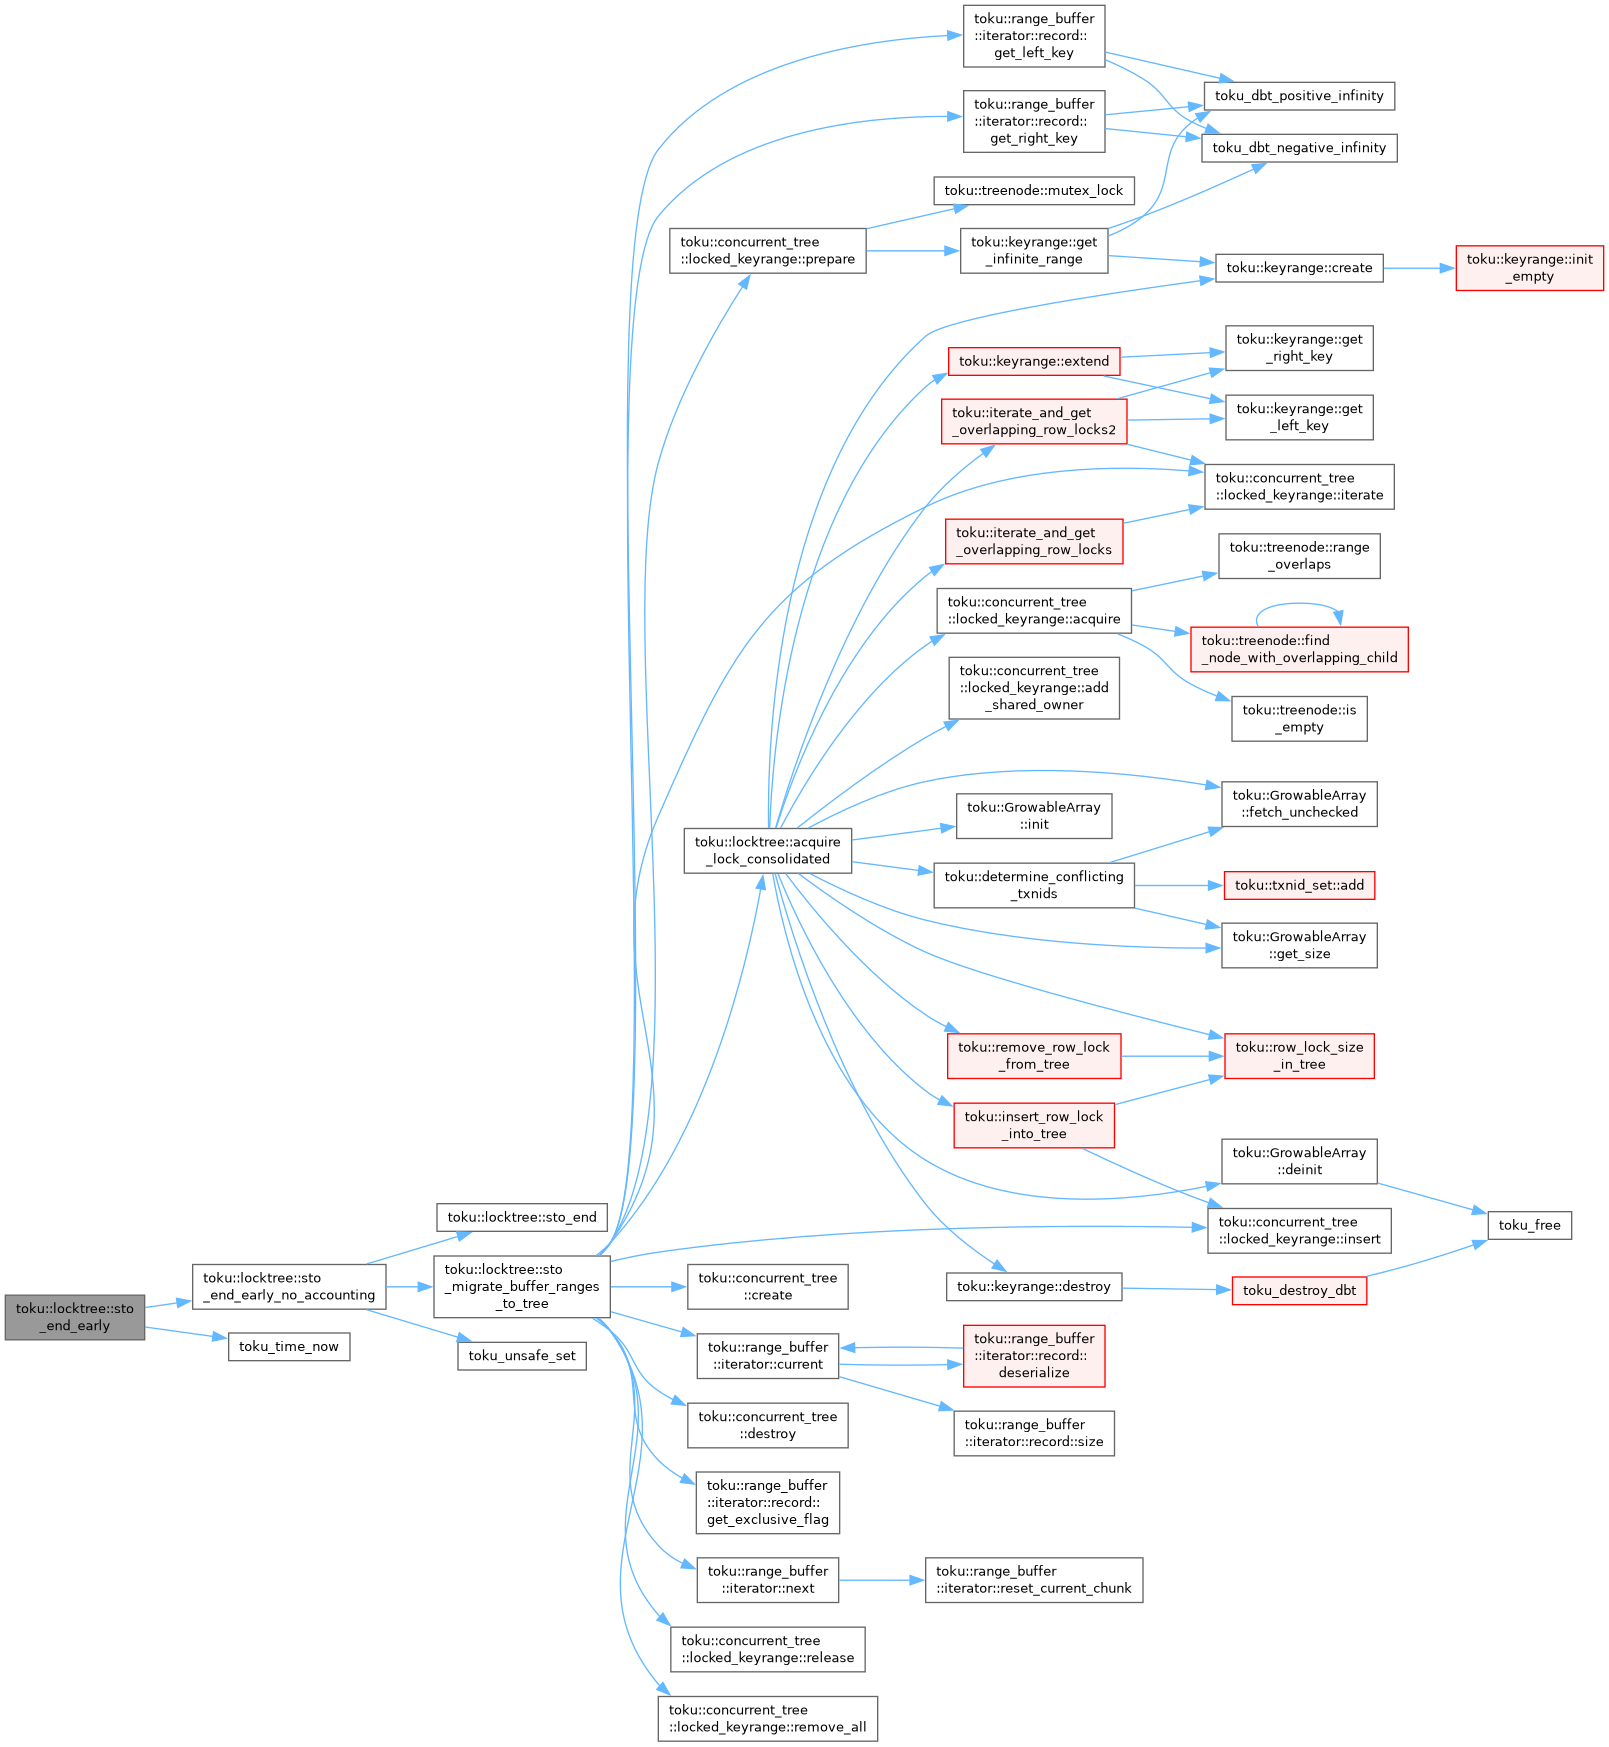 toku::locktree::sto
_end_early
toku::locktree::sto
_end_early_no_accounting
toku_time_now
toku::locktree::sto_end
toku::locktree::sto
_migrate_buffer_ranges
_to_tree
toku_unsafe_set
toku::concurrent_tree
::locked_keyrange::prepare
toku::locktree::acquire
_lock_consolidated
toku::concurrent_tree
::create
toku::range_buffer
::iterator::current
toku::concurrent_tree
::destroy
toku::range_buffer
::iterator::record::
get_exclusive_flag
toku::range_buffer
::iterator::next
toku::concurrent_tree
::locked_keyrange::release
toku::concurrent_tree
::locked_keyrange::remove_all
toku::range_buffer
::iterator::record::
get_left_key
toku::range_buffer
::iterator::record::
get_right_key
toku::treenode::mutex_lock
toku::keyrange::get
_infinite_range
toku::keyrange::extend
toku::iterate_and_get
_overlapping_row_locks2
toku::iterate_and_get
_overlapping_row_locks
toku::concurrent_tree
::locked_keyrange::acquire
toku::concurrent_tree
::locked_keyrange::add
_shared_owner
toku::GrowableArray
::init
toku::determine_conflicting
_txnids
toku::remove_row_lock
_from_tree
toku::insert_row_lock
_into_tree
toku::keyrange::destroy
toku::range_buffer
::iterator::record::
deserialize
toku::range_buffer
::iterator::record::size
toku::range_buffer
::iterator::reset_current_chunk
toku_dbt_positive_infinity
toku_dbt_negative_infinity
toku::keyrange::create
toku::keyrange::get
_right_key
toku::keyrange::get
_left_key
toku::concurrent_tree
::locked_keyrange::iterate
toku::treenode::range
_overlaps
toku::treenode::find
_node_with_overlapping_child
toku::treenode::is
_empty
toku::GrowableArray
::fetch_unchecked
toku::txnid_set::add
toku::GrowableArray
::get_size
toku::row_lock_size
_in_tree
toku::GrowableArray
::deinit
toku::concurrent_tree
::locked_keyrange::insert
toku_destroy_dbt
toku::keyrange::init
_empty
toku_free